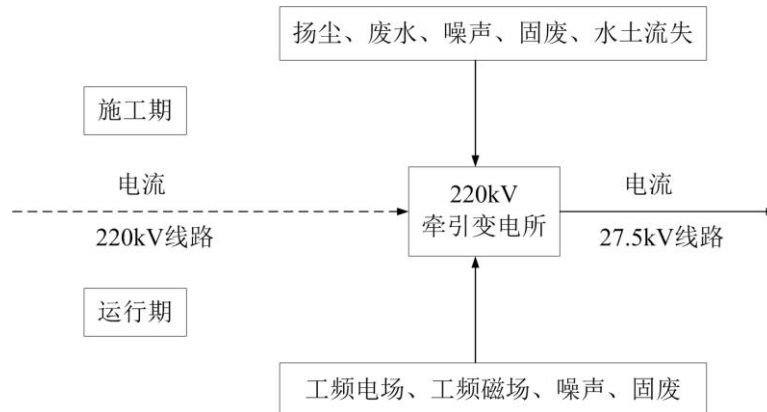 扬尘、废水、噪声、固废、水土流失
施工期
电流
220kV线路
220kV
牵引变电所
电流
27.5kV线路
运行期
工频电场、工频磁场、噪声、固废